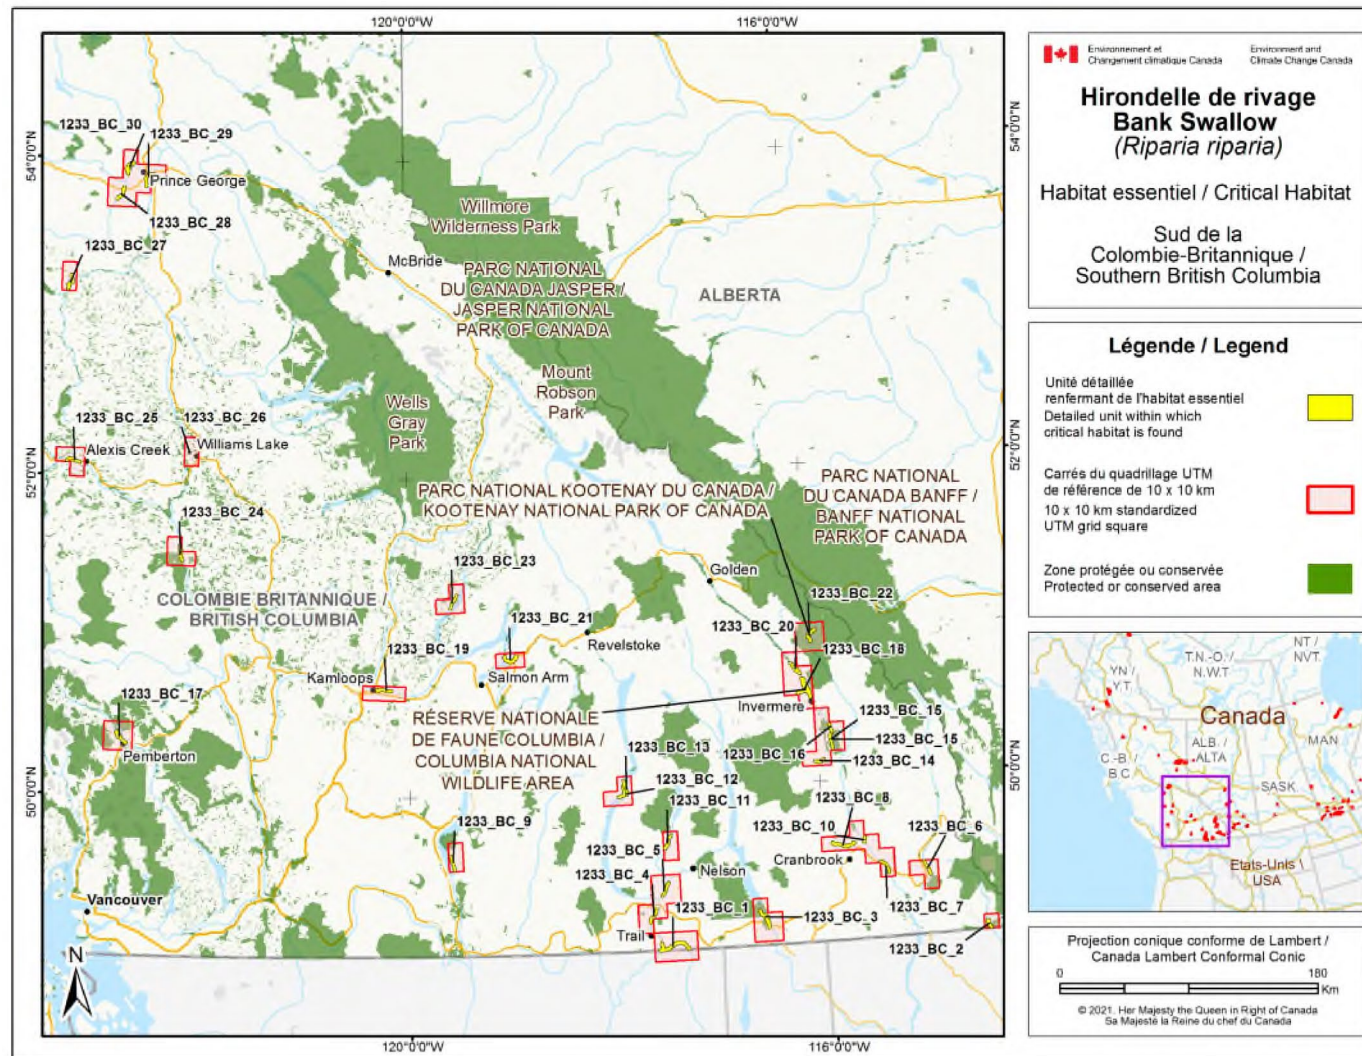 120°0'0"W
116°0'0"W
54°0'0"N
54°0'0"N
52°0'0"N
52°0'0"N
50°0'0"N
50°0'0"N
120°0'0"W
116°0'0"W
1233_BC_30
1233_BC_29
Prince George
1233_BC_28
1233_BC_27
McBride
Willmore
Wilderness Park
PARC NATIONAL
DU CANADA JASPER /
JASPER NATIONAL
PARK OF CANADA
ALBERTA
Mount
Robson
Park
Wells
Gray
Park
1233_BC_25
1233_BC_26
Alexis Creek
Williams Lake
1233_BC_24
PARC NATIONAL KOOTENAY DU CANADA /
KOOTENAY NATIONAL PARK OF CANADA
PARC NATIONAL
DU CANADA BANFF /
BANFF NATIONAL
PARK OF CANADA
COLOMBIE BRITANNIQUE /
BRITISH COLUMBIA
1233_BC_23
Golden
1233_BC_22
1233_BC_21
1233_BC_20
Revelstoke
1233_BC_19
1233_BC_18
Kamloops
Salmon Arm
1233_BC_17
Pemberton
Invermere
RÉSERVE NATIONALE
DE FAUNE COLUMBIA /
COLUMBIA NATIONAL
WILDLIFE AREA
1233_BC_15
1233_BC_15
1233_BC_16
1233_BC_14
1233_BC_13
1233_BC_12
1233_BC_11
1233_BC_8
1233_BC_10
1233_BC_9
1233_BC_6
1233_BC_5
Cranbrook
1233_BC_4
Nelson
1233_BC_7
1233_BC_1
1233_BC_3
Vancouver
Trail
1233_BC_2
N
Environnement et
Changement climatique Canada
Environment and
Climate Change Canada
Hirondelle de rivage
Bank Swallow
(Riparia riparia)
Habitat essentiel / Critical Habitat
Sud de la
Colombie-Britannique /
Southern British Columbia
Légende / Legend
Unité détaillée
renfermant de l'habitat essentiel
Detailed unit within which
critical habitat is found
Carrés du quadrillage UTM
de référence de 10 x 10 km
10 x 10 km standardized
UTM grid square
Zone protégée ou conservée
Protected or conserved area
YN /
Y.T.
T.N.-O. /
N.W.T
NT /
NVT.
Canada
C.-B /
B.C
ALB. /
ALTA
SASK
MAN
Etats-Unis \
USA
Projection conique conforme de Lambert /
Canada Lambert Conformal Conic
0
180
Km
© 2021. Her Majesty the Queen in Right of Canada
Sa Majesté la Reine du chef du Canada